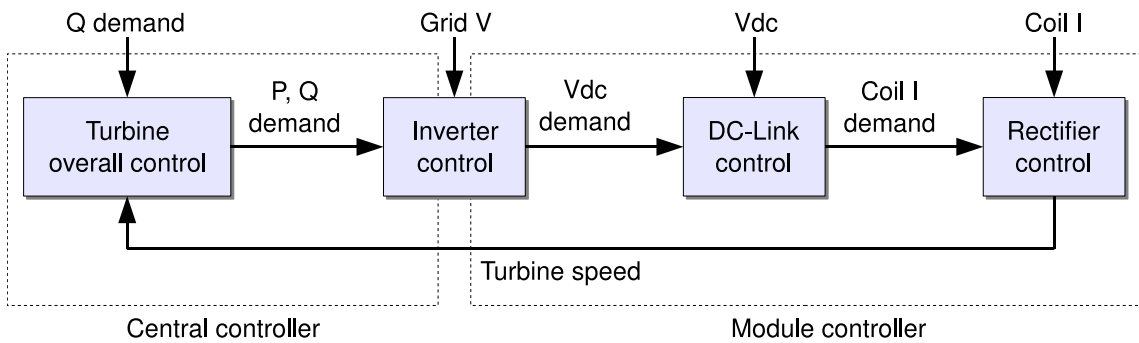 Q demand
Grid V
Vdc
Coil I
P, Q
demand
Vdc
demand
Coil I
demand
Turbine
overall control
Inverter
control
DC-Link
control
Rectifier
control
Turbine speed
Central controller
Module controller